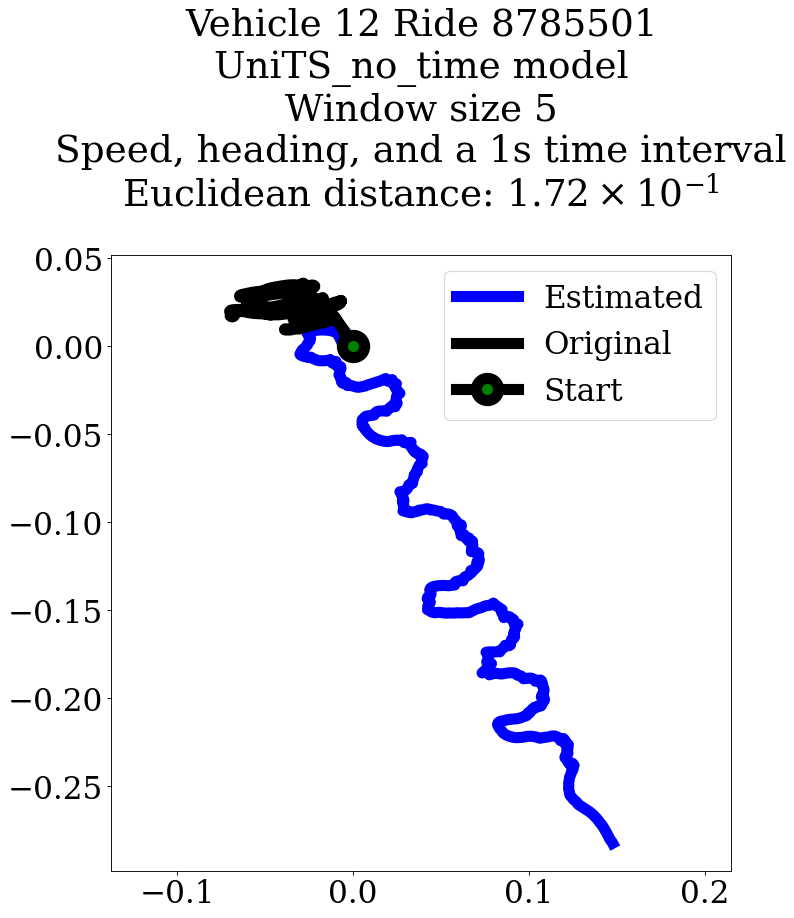 Vehicle 12 Ride 8785501
UniTS_no_time model
Window size 5
Speed, heading, and a 1s time interval
Euclidean distance: 1.72 × 10⁻¹
0.05
0.00
−0.05
−0.10
−0.15
−0.20
−0.25
Estimated
Original
Start
−0.1
0.0
0.1
0.2